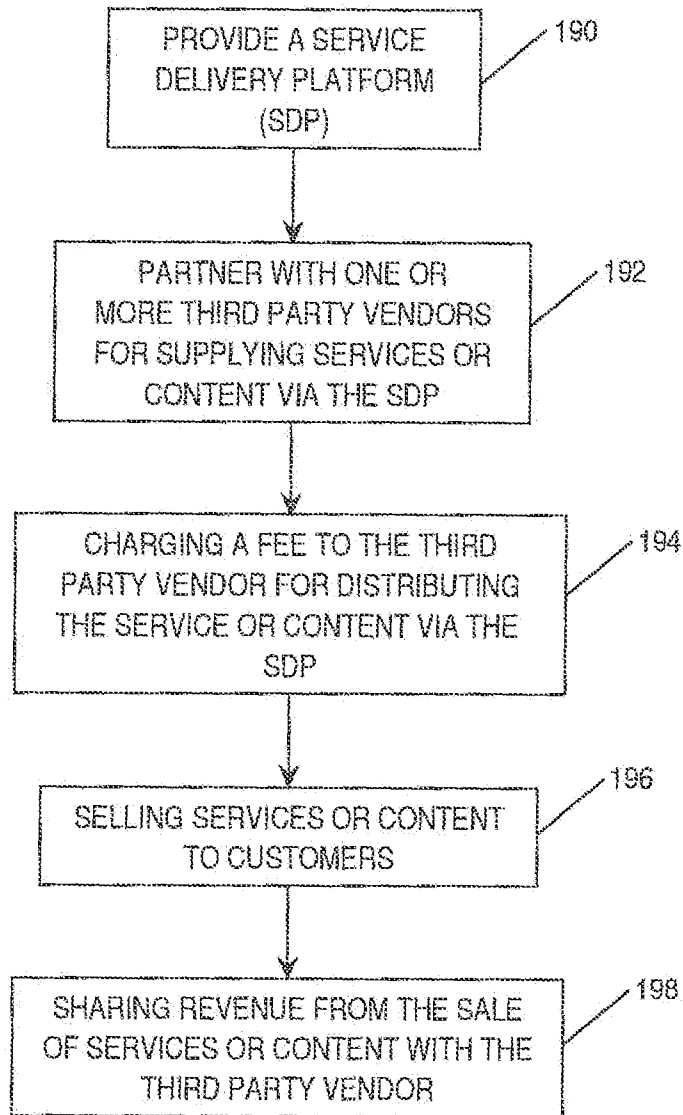 PROVIDE A SERVICE
DELIVERY PLATFORM
(SDP)
190
PARTNER WITH ONE OR
MORE THIRD PARTY VENDORS
FOR SUPPLYING SERVICES OR
CONTENT VIA THE SDP
192
CHARGING A FEE TO THE THIRD
PARTY VENDOR FOR DISTRIBUTING
THE SERVICE OR CONTENT VIA THE
SDP
194
SELLING SERVICES OR CONTENT
TO CUSTOMERS
196
SHARING REVENUE FROM THE SALE
OF SERVICES OR CONTENT WITH THE
THIRD PARTY VENDOR
198